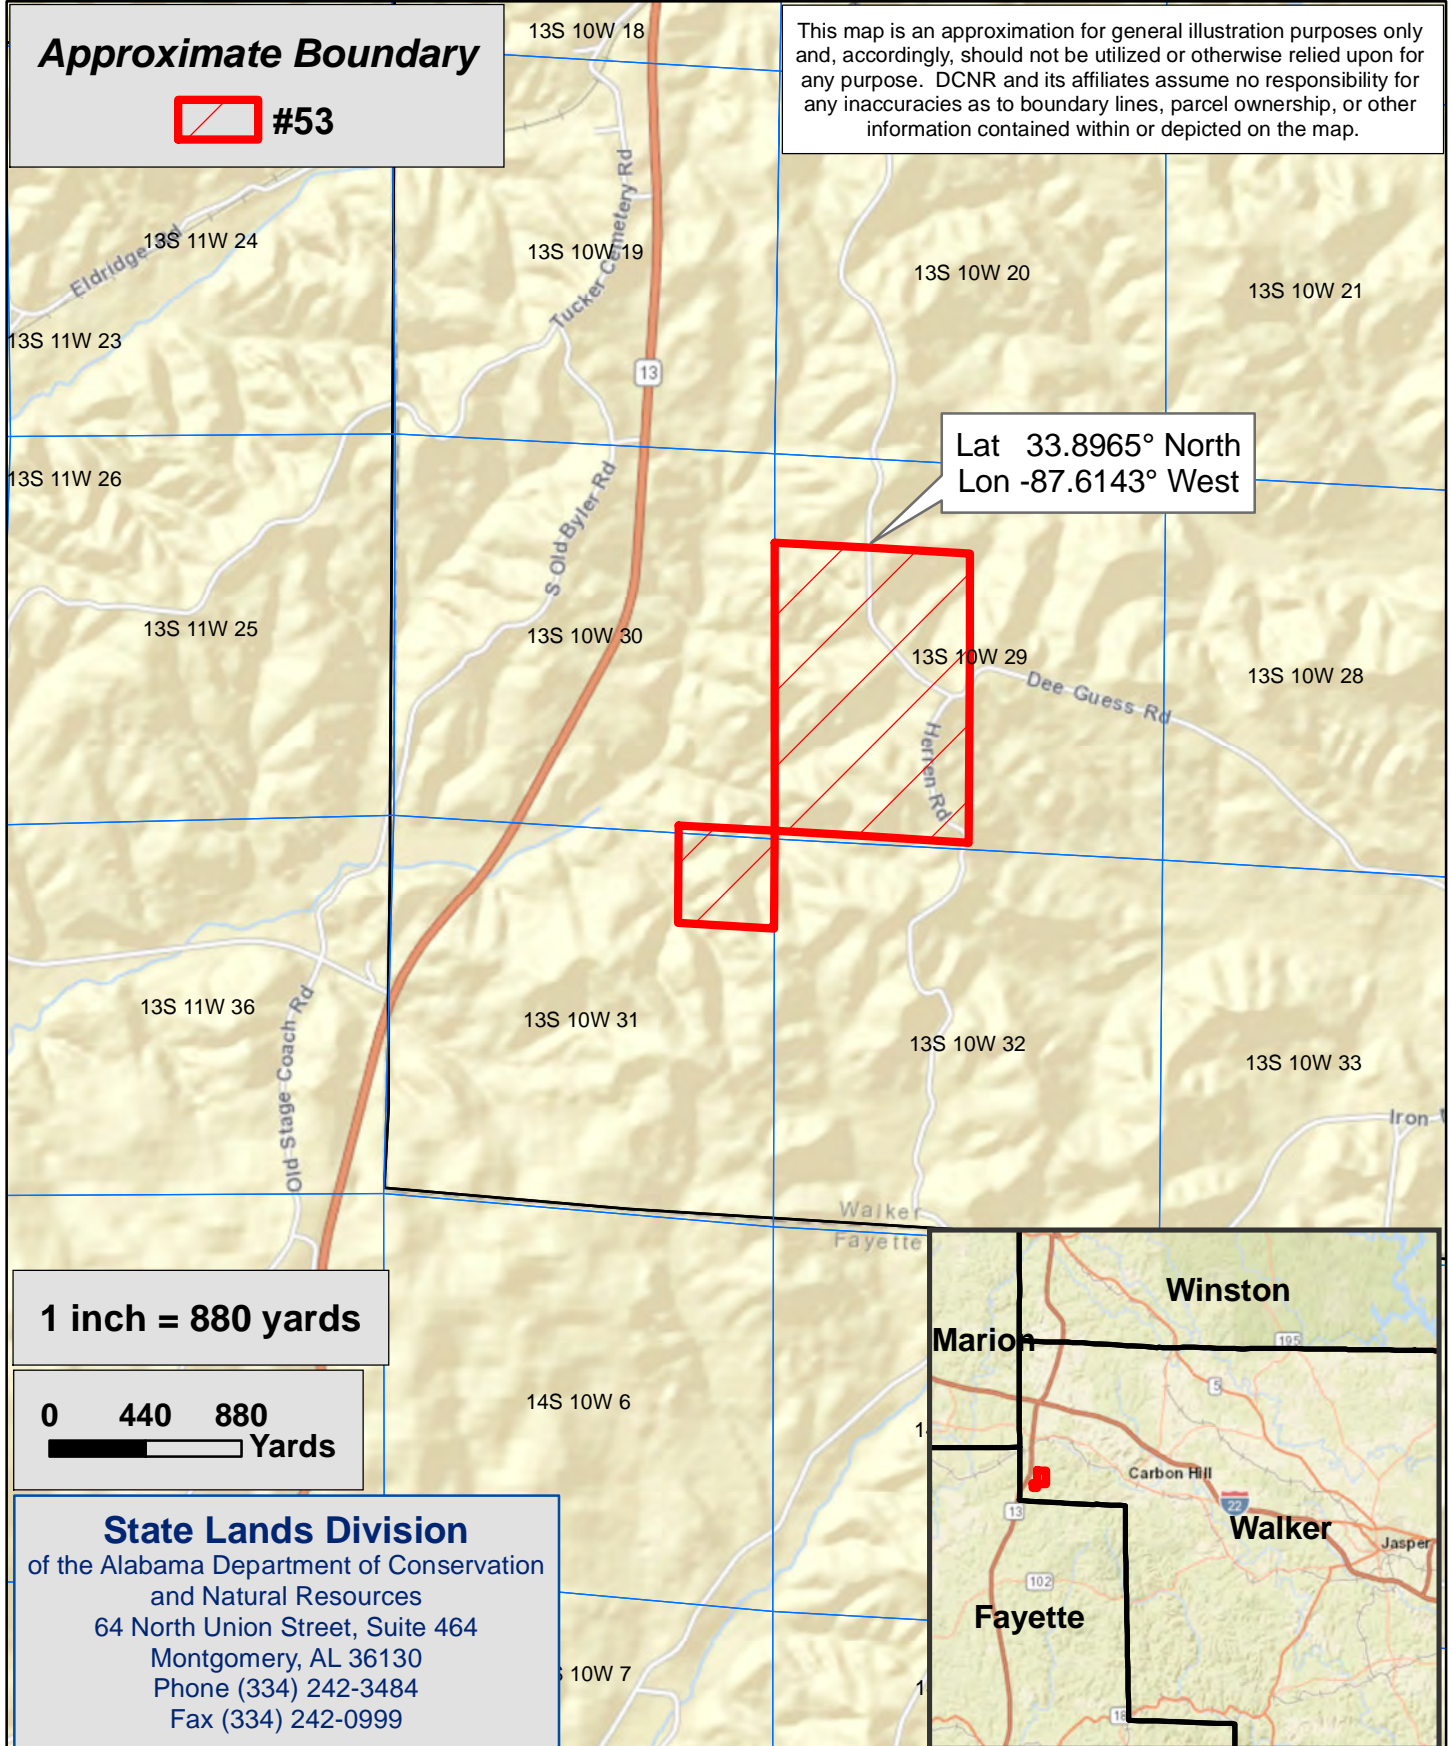 Approximate Boundary
#53
This map is an approximation for general illustration purposes only
and, accordingly, should not be utilized or otherwise relied upon for
any purpose.  DCNR and its affiliates assume no responsibility for
any inaccuracies as to boundary lines, parcel ownership, or other
information contained within or depicted on the map.
13S 10W 18
Tucker Cemetery Rd
13S 11W 24
Eldridge Rd
13S 10W 19
13S 10W 20
13S 10W 21
13S 11W 23
13
Lat   33.8965° North
Lon -87.6143° West
13S 11W 26
S Old Byler Rd
13S 11W 25
13S 10W 30
13S 10W 29
13S 10W 28
Dee Guess Rd
Herren Rd
13S 11W 36
Old Stage Coach Rd
13S 10W 31
13S 10W 32
13S 10W 33
Iron
Walker
Fayette
1 inch = 880 yards
0 440 880
Yards
14S 10W 6
10W 7
State Lands Division
of the Alabama Department of Conservation
and Natural Resources
64 North Union Street, Suite 464
Montgomery, AL 36130
Phone (334) 242-3484
Fax (334) 242-0999
Winston
Marion
195
5
Carbon Hill
22
13
Walker
Jasper
102
Fayette
18